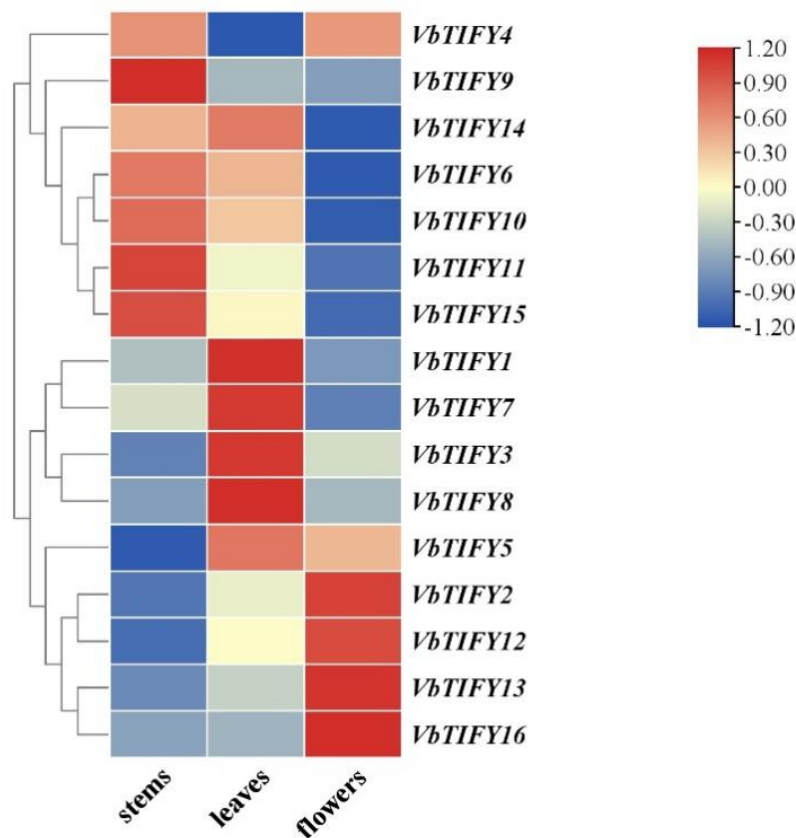 VbTIFY4
VbTIFY9
VbTIFY14
VbTIFY6
VbTIFY10
VbTIFY11
VbTIFY15
VbTIFY1
VbTIFY7
VbTIFY3
VbTIFY8
VbTIFY5
VbTIFY2
VbTIFY12
VbTIFY13
VbTIFY16
stems
leaves
flowers
1.20
0.90
0.60
0.30
0.00
-0.30
-0.60
-0.90
-1.20